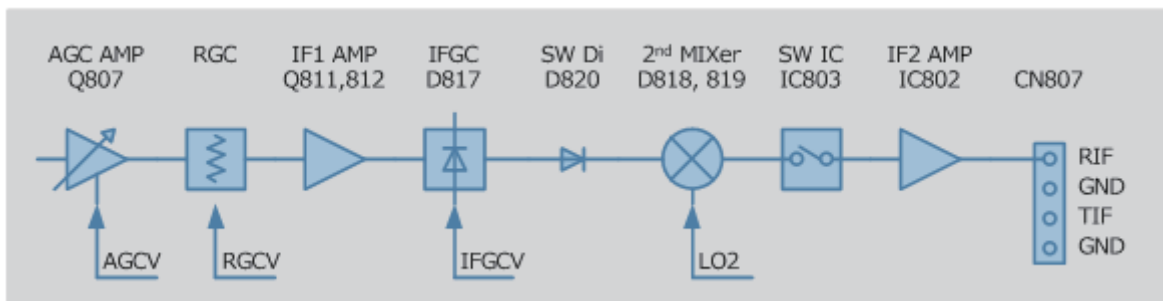 AGC AMP
Q807
RGC
IF1 AMP
Q811,812
IFGC
D817
SW Di
D820
2nd MIXer
D818, 819
SW IC
IC803
IF2 AMP
IC802
CN807
RIF
GND
TIF
GND
AGCV
RGCV
IFGCV
LO2